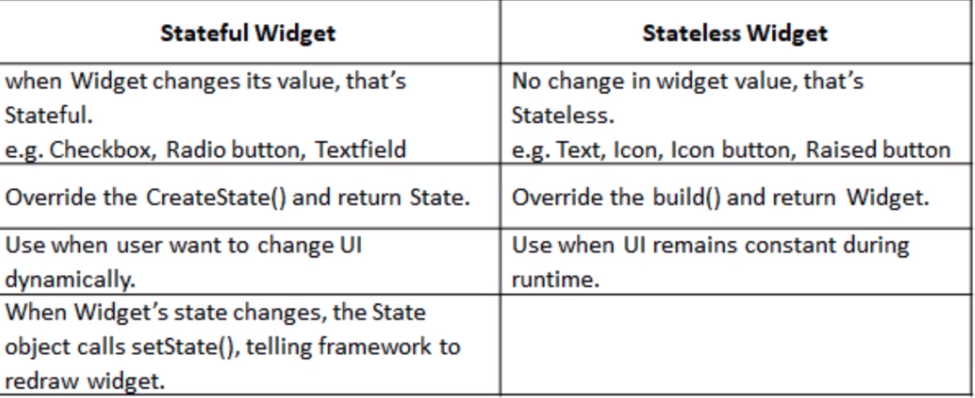 Stateful Widget
Stateless Widget
when Widget changes its value, that's
Stateful.
e.g. Checkbox, Radio button, Textfield
No change in widget value, that's
Stateless.
e.g. Text, Icon, Icon button, Raised button
Override the CreateState() and return State.
Override the build() and return Widget.
Use when user want to change UI
dynamically.
Use when UI remains constant during
runtime.
When Widget's state changes, the State
object calls setState(), telling framework to
redraw widget.